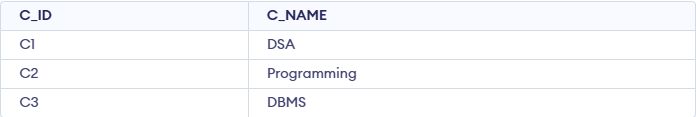 C_ID C_NAME
C1 DSA
C2 Programming
C3 DBMS